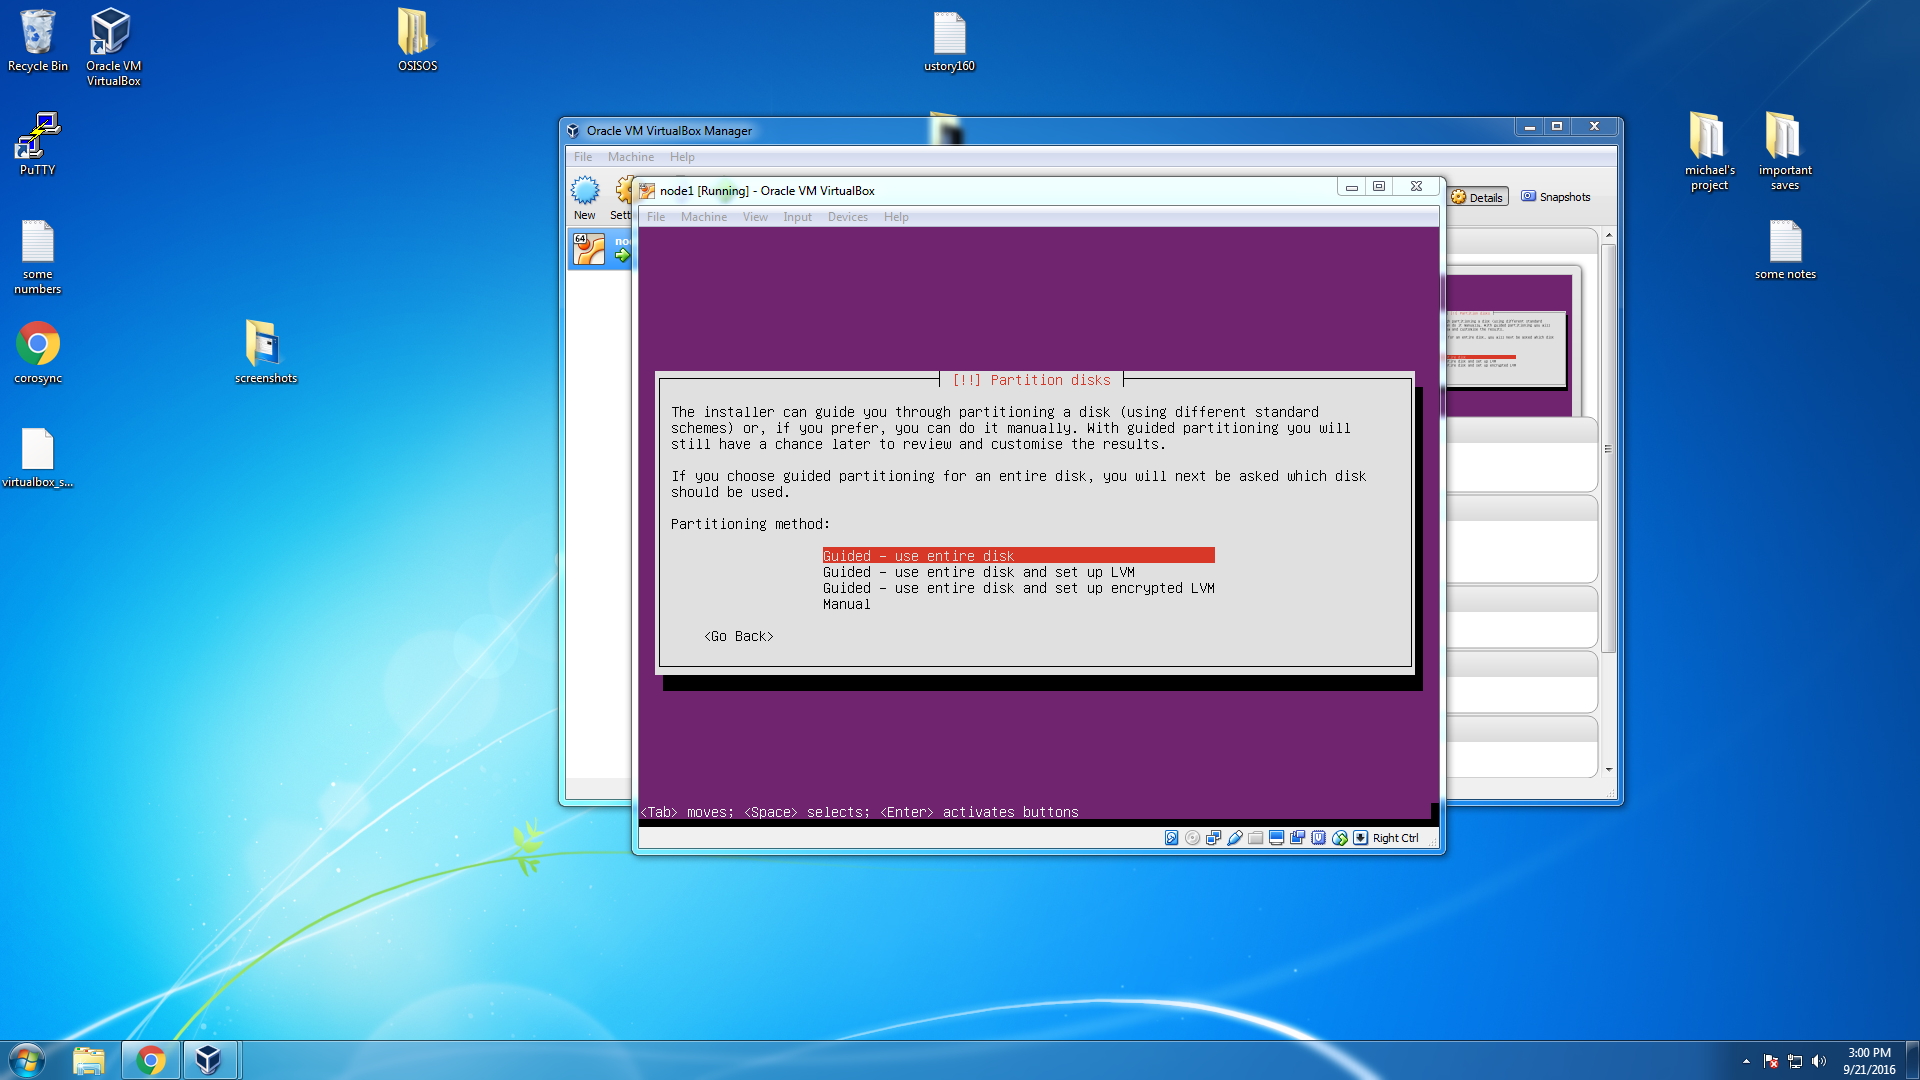 Recycle Bin
Oracle VM
VirtualBox
OSISOS
ustory160
PuTTY
michael's
project
important
saves
some
numbers
some notes
corosync
screenshots
virtualbox_s...
Oracle VM VirtualBox Manager
File Machine Help
New
Sett
Details
Snapshots
64
no
node1 [Running] - Oracle VM VirtualBox
File Machine View Input Devices Help
[!!] Partition disks
The installer can guide you through partitioning a disk (using different standard
schemes) or, if you prefer, you can do it manually. With guided partitioning you will
still have a chance later to review and customise the results.
If you choose guided partitioning for an entire disk, you will next be asked which disk
should be used.
Partitioning method:
Guided - use entire disk
Guided - use entire disk and set up LVM
Guided - use entire disk and set up encrypted LVM
Manual
<Go Back>
<Tab> moves; <Space> selects; <Enter> activates buttons
Right Ctrl
3:00 PM
9/21/2016